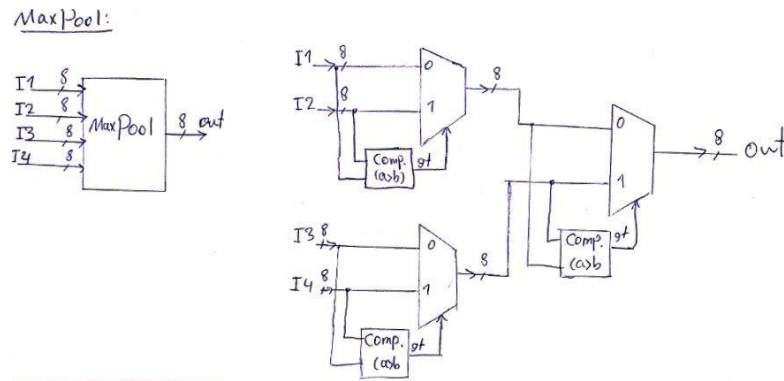 MaxPool:
I1 8
I2 8
I3 8
I4 8
MaxPool
8 out
I1 8
I2 8
0
1
8
Comp.
(a>b)
gt
I3 8
I4 8
0
1
8
Comp.
(a>b
gt
0
1
8 Out
Comp.
(a>b
gt